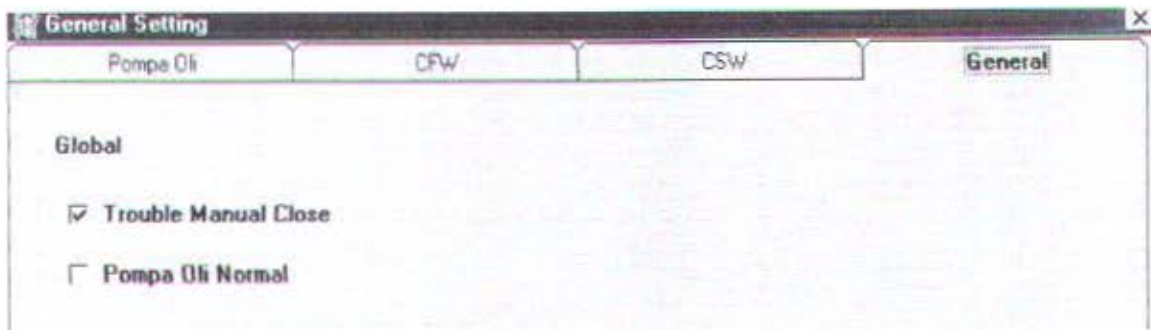 General Setting
Pompa Oli CFW CSW General
Global
Trouble Manual Close
Pompa Oli Normal